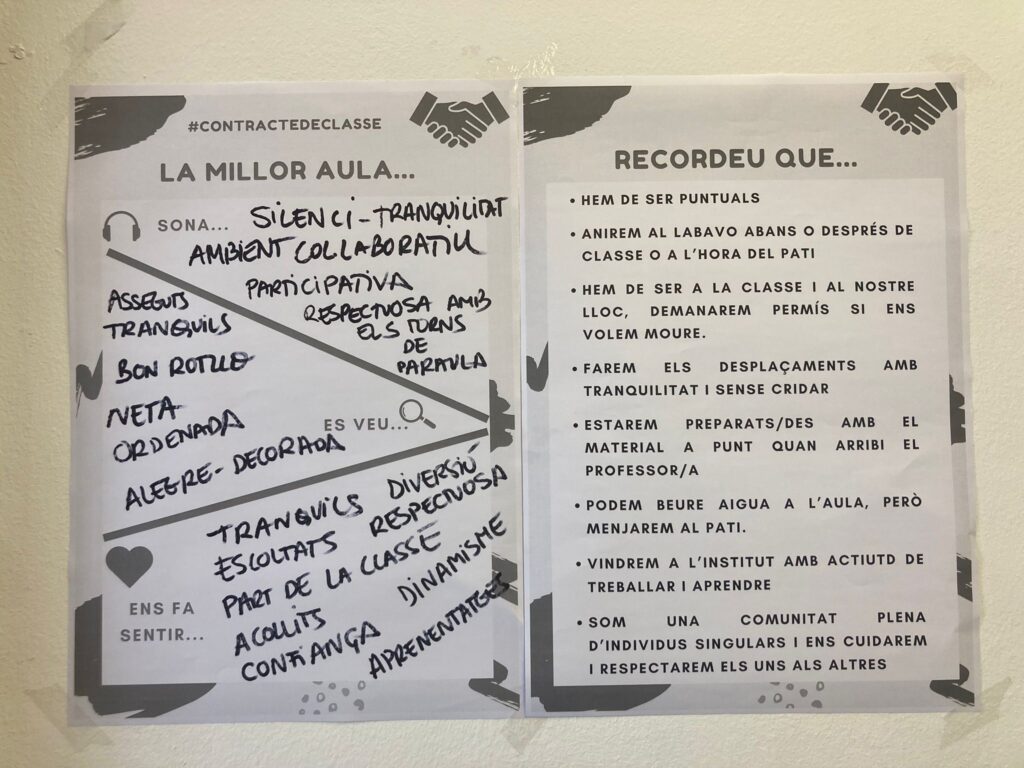 #CONTRACTEDECLASSE
LA MILLOR AULA...
SONA...
SILENCI - TRANQUILITAT
AMBIENT COLLABORATIU
PARTICIPATIVA
RESPECTUOSA AMB
ELS TORNS
DE
PARAULA
ASSEGUTS
TRANQUILS
BON ROTLLO
NETA
ORDENADA
ALEGRE - DECORADA
ES VEU...
TRANQUILS DIVERSIÓ
ESCOLTATS RESPECTUOSA
PART DE LA CLASSE
ACOLLITS DINAMISME
CONFIANÇA
APRENENTATGES
ENS FA
SENTIR...
RECORDEU QUE...
• HEM DE SER PUNTUALS
• ANIREM AL LABAVO ABANS O DESPRÉS DE
CLASSE O A L'HORA DEL PATI
• HEM DE SER A LA CLASSE I AL NOSTRE
LLOC, DEMANAREM PERMÍS SI ENS
VOLEM MOURE.
• FAREM ELS DESPLAÇAMENTS AMB
TRANQUILITAT I SENSE CRIDAR
• ESTAREM PREPARATS/DES AMB EL
MATERIAL A PUNT QUAN ARRIBI EL
PROFESSOR/A
• PODEM BEURE AIGUA A L'AULA, PERÒ
MENJAREM AL PATI.
• VINDREM A L'INSTITUT AMB ACTIUTD DE
TREBALLAR I APRENDRE
• SOM UNA COMUNITAT PLENA
D'INDIVIDUS SINGULARS I ENS CUIDAREM
I RESPECTAREM ELS UNS ALS ALTRES